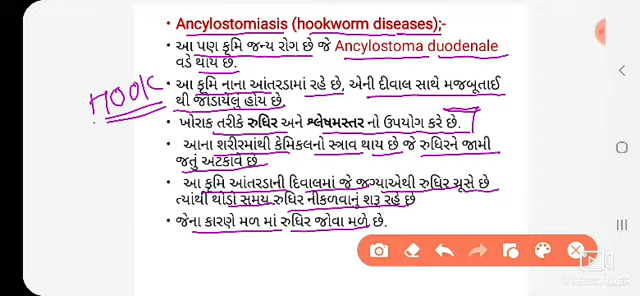 Ancylostomiasis (hookworm diseases);-
આ પણ કૃમિ જન્ય રોગ છે જે Ancylostoma duodenale
વડે થાય છે.
આ કૃમિ નાના આંતરડામાં રહે છે, એની દીવાલ સાથે મજબૂતાઈ
થી જોડાયેલું હોય છે.
HOOK
ખોરાક તરીકે રુધિર અને શ્લેષમસ્તર નો ઉપયોગ કરે છે.
આના શરીરમાંથી કેમિકલનો સ્ત્રાવ થાય છે જે રુધિરને જામી
જતું અટકાવે છે
આ કૃમિ આંતરડાની દિવાલમાં જે જગ્યાએથી રુધિર ચૂસે છે
ત્યાંથી થોડો સમય રુધિર નીકળવાનું શરૂ રહે છે
જેના કારણે મળ માં રુધિર જોવા મળે છે.